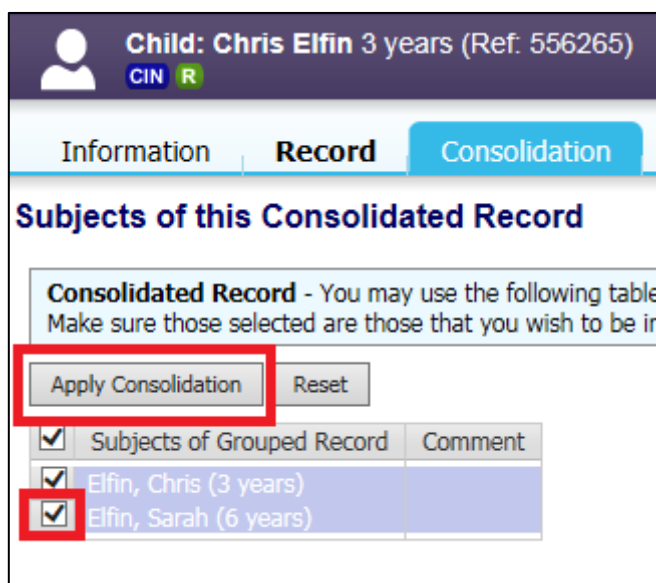 Child: Chris Elfin 3 years (Ref: 556265)
CIN R
Information Record Consolidation
Subjects of this Consolidated Record
Consolidated Record - You may use the following table
Make sure those selected are those that you wish to be
Apply Consolidation Reset
Subjects of Grouped Record Comment
Elfin, Chris (3 years)
Elfin, Sarah (6 years)